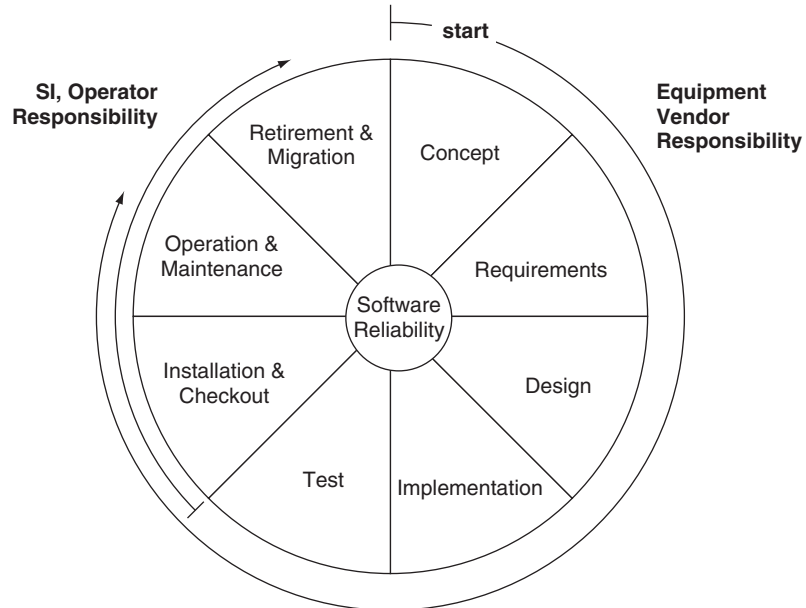 start
SI, Operator
Responsibility
Equipment
Vendor
Responsibility
Retirement &
Migration
Concept
Operation &
Maintenance
Requirements
Software
Reliability
Installation &
Checkout
Design
Test
Implementation